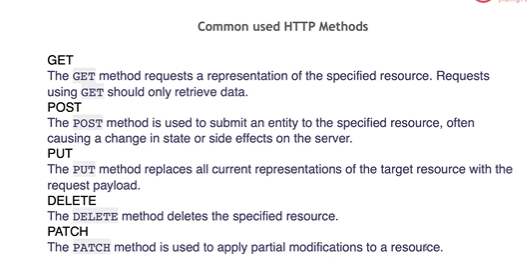 Common used HTTP Methods
GET
The GET method requests a representation of the specified resource. Requests
using GET should only retrieve data.
POST
The POST method is used to submit an entity to the specified resource, often
causing a change in state or side effects on the server.
PUT
The PUT method replaces all current representations of the target resource with the
request payload.
DELETE
The DELETE method deletes the specified resource.
PATCH
The PATCH method is used to apply partial modifications to a resource.